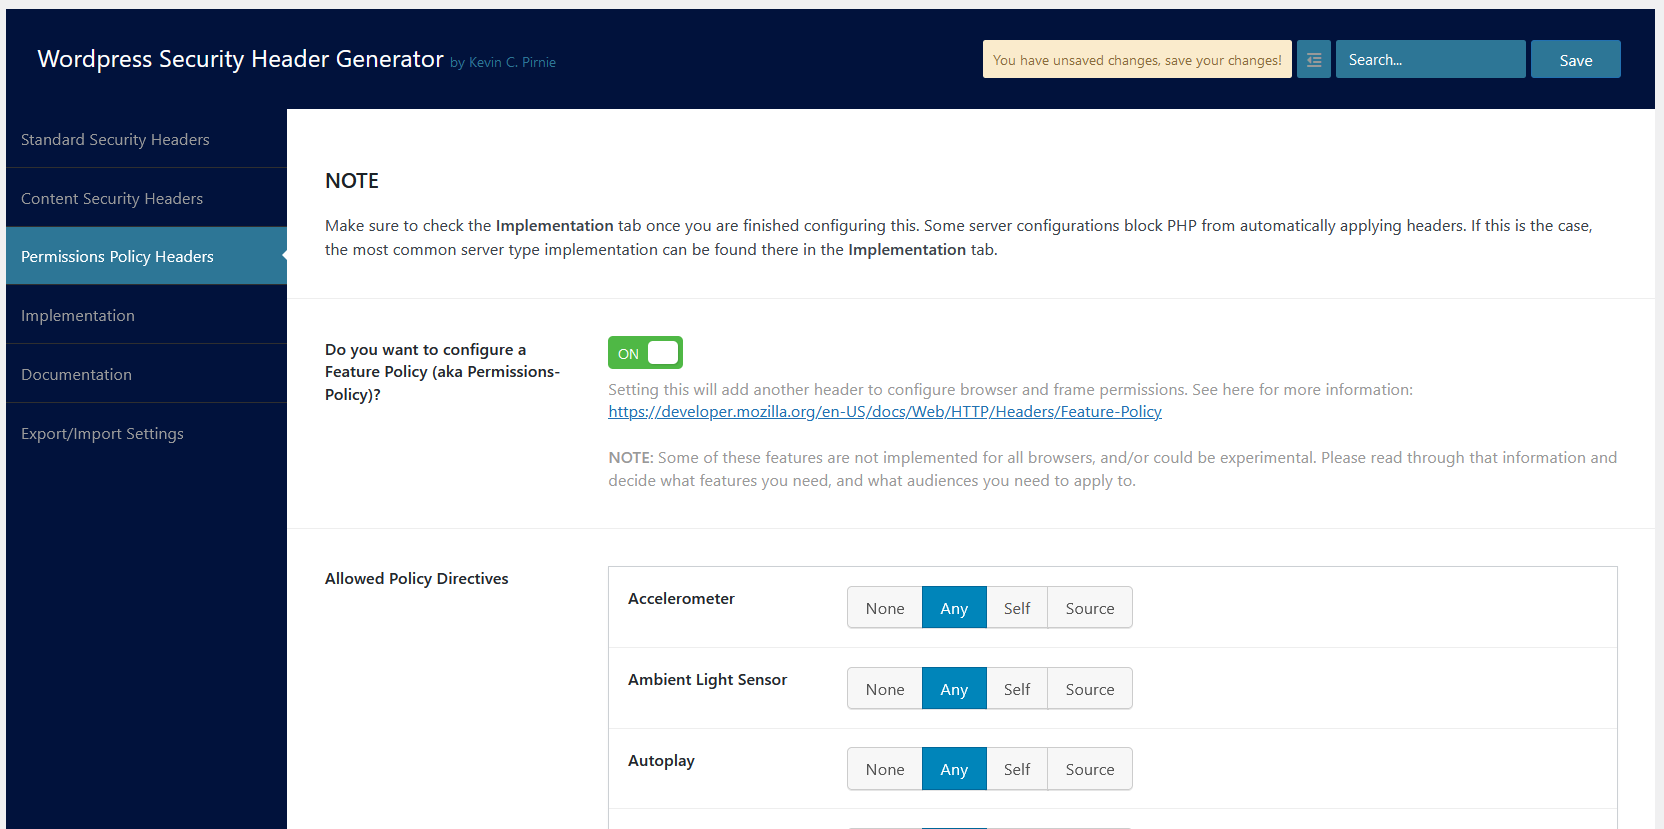 Wordpress Security Header Generator by Kevin C. Pirnie
You have unsaved changes, save your changes!
Search...
Save
Standard Security Headers
Content Security Headers
Permissions Policy Headers
Implementation
Documentation
Export/Import Settings
NOTE
Make sure to check the Implementation tab once you are finished configuring this. Some server configurations block PHP from automatically applying headers. If this is the case,
the most common server type implementation can be found there in the Implementation tab.
Do you want to configure a
Feature Policy (aka Permissions-
Policy)?
ON
Setting this will add another header to configure browser and frame permissions. See here for more information:
https://developer.mozilla.org/en-US/docs/Web/HTTP/Headers/Feature-Policy
NOTE: Some of these features are not implemented for all browsers, and/or could be experimental. Please read through that information and
decide what features you need, and what audiences you need to apply to.
Allowed Policy Directives
Accelerometer
None Any Self Source
Ambient Light Sensor
None Any Self Source
Autoplay
None Any Self Source